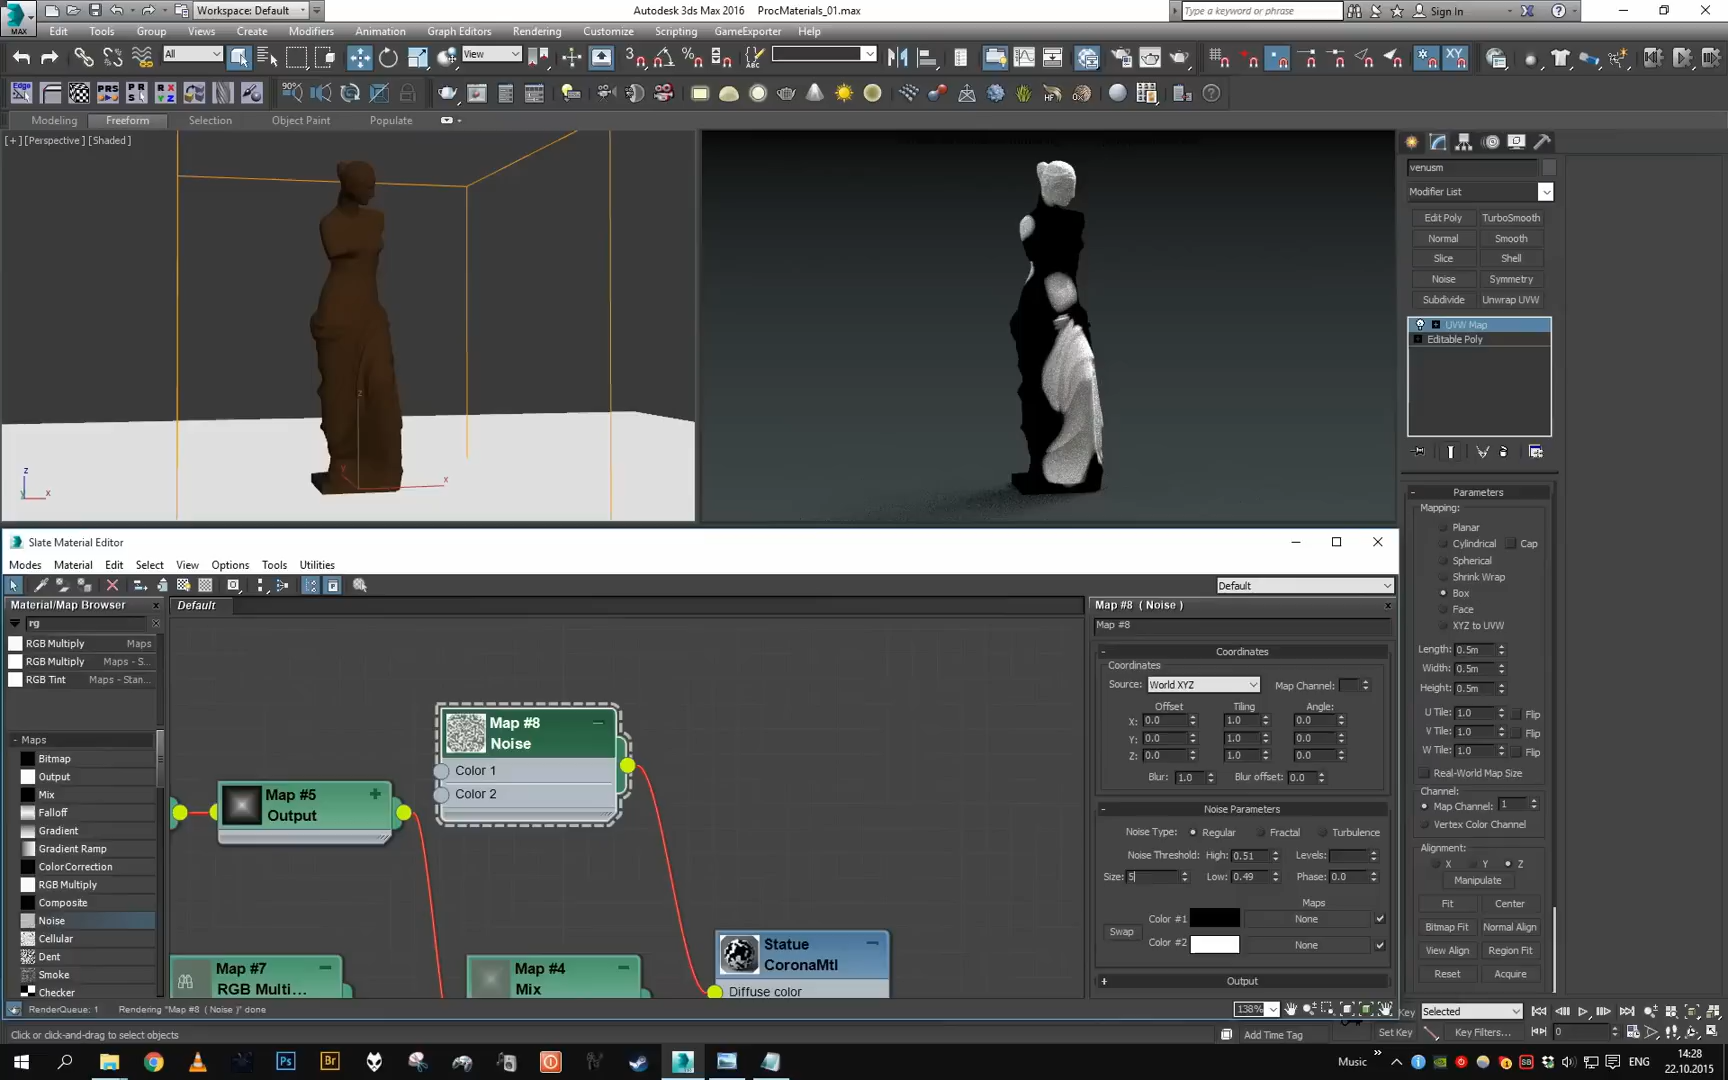 Workspace: Default
Autodesk 3ds Max 2016 ProcMaterials_01.max
Type a keyword or phrase
Sign In
MAX
Edit Tools Group Views Create Modifiers Animation Graph Editors Rendering Customize Scripting GameExporter Help
All
View
Modeling Freeform Selection Object Paint Populate
[+] [Perspective] [Shaded]
venusm
Modifier List
Edit Poly TurboSmooth
Normal Smooth
Slice Shell
Noise Symmetry
Subdivide Unwrap UVW
UVW Map
Editable Poly
Parameters
Mapping:
Planar
Cylindrical Cap
Spherical
Shrink Wrap
Box
Face
XYZ to UVW
Length: 0.5m
Width: 0.5m
Height: 0.5m
U Tile: 1.0 Flip
V Tile: 1.0 Flip
W Tile: 1.0 Flip
Real-World Map Size
Channel:
Map Channel: 1
Vertex Color Channel
Alignment:
X Y Z
Manipulate
Fit Center
Bitmap Fit Normal Align
View Align Region Fit
Reset Acquire
Slate Material Editor
Modes Material Edit Select View Options Tools Utilities
Default
Material/Map Browser
rg
RGB Multiply Maps
RGB Multiply Maps - S...
RGB Tint Maps - Stan...
- Maps
Bitmap
Output
Mix
Falloff
Gradient
Gradient Ramp
ColorCorrection
RGB Multiply
Composite
Noise
Cellular
Dent
Smoke
Checker
Default
Map #8
Noise
Color 1
Color 2
Map #5
Output
Map #7
RGB Multi...
Map #4
Mix
Statue
CoronaMtl
Diffuse color
Map #8 ( Noise )
Map #8
Coordinates
Coordinates
Source: World XYZ Map Channel:
Offset Tiling Angle:
X: 0.0 1.0 0.0
Y: 0.0 1.0 0.0
Z: 0.0 1.0 0.0
Blur: 1.0 Blur offset: 0.0
Noise Parameters
Noise Type: Regular Fractal Turbulence
Noise Threshold: High: 0.51 Levels:
Size: 5 Low: 0.49 Phase: 0.0
Maps
Color #1 None
Swap
Color #2 None
Output
138%
RenderQueue: 1 Rendering "Map #8 ( Noise )" done
Click or click-and-drag to select objects
Add Time Tag
Key
Selected
Set Key Key Filters... 0
Music
ENG
14:28
22.10.2015